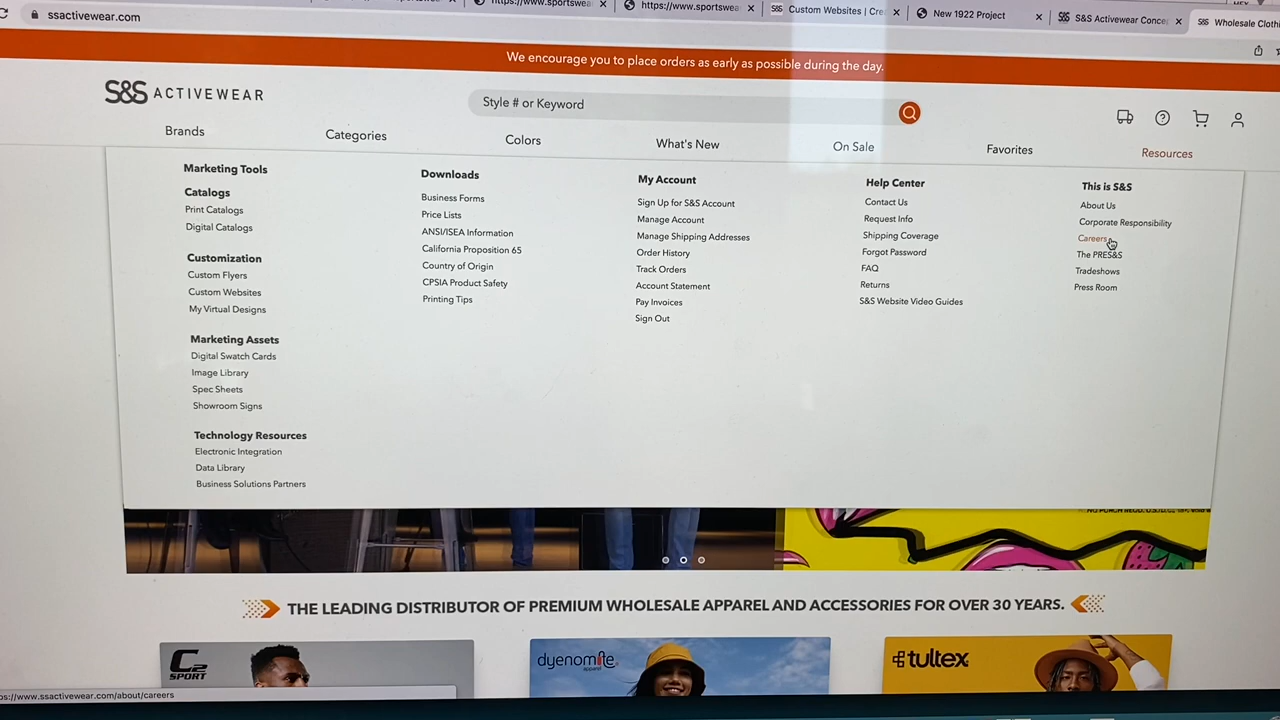 https://www.sportswea
https://www.sportswea
S&S Custom Websites | Cre
New 1922 Project
S&S S&S Activewear Conce
S&S Wholesale Clothi
ssactivewear.com
We encourage you to place orders as early as possible during the day.
S&S ACTIVEWEAR
Style # or Keyword
Brands
Categories
Colors
What's New
On Sale
Favorites
Resources
Marketing Tools
Catalogs
Print Catalogs
Digital Catalogs
Customization
Custom Flyers
Custom Websites
My Virtual Designs
Marketing Assets
Digital Swatch Cards
Image Library
Spec Sheets
Showroom Signs
Technology Resources
Electronic Integration
Data Library
Business Solutions Partners
Downloads
Business Forms
Price Lists
ANSI/ISEA Information
California Proposition 65
Country of Origin
CPSIA Product Safety
Printing Tips
My Account
Sign Up for S&S Account
Manage Account
Manage Shipping Addresses
Order History
Track Orders
Account Statement
Pay Invoices
Sign Out
Help Center
Contact Us
Request Info
Shipping Coverage
Forgot Password
FAQ
Returns
S&S Website Video Guides
This is S&S
About Us
Corporate Responsibility
Careers
The PRES&S
Tradeshows
Press Room
THE LEADING DISTRIBUTOR OF PREMIUM WHOLESALE APPAREL AND ACCESSORIES FOR OVER 30 YEARS.
C2 SPORT
dyenomite apparel
tultex
ps://www.ssactivewear.com/about/careers